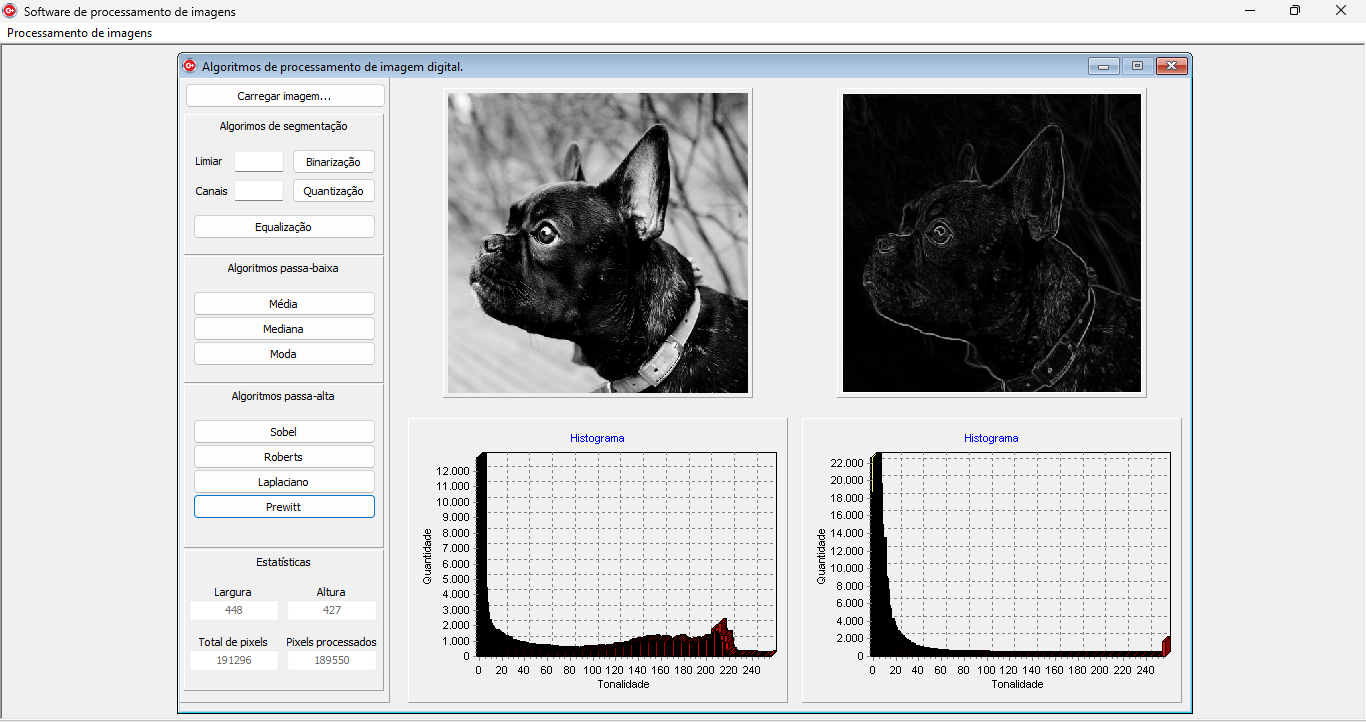 Software de processamento de imagens
Processamento de imagens
Algoritmos de processamento de imagem digital.
Carregar imagem...
Algorimos de segmentação
Limiar
Binarização
Canais
Quantização
Equalização
Algoritmos passa-baixa
Média
Mediana
Moda
Algoritmos passa-alta
Sobel
Roberts
Laplaciano
Prewitt
Estatísticas
Largura Altura
448 427
Total de pixels Pixels processados
191296 189550
Histograma
Quantidade
12.000
11.000
10.000
9.000
8.000
7.000
6.000
5.000
4.000
3.000
2.000
1.000
0
0 20 40 60 80 100 120 140 160 180 200 220 240
Tonalidade
Histograma
Quantidade
22.000
20.000
18.000
16.000
14.000
12.000
10.000
8.000
6.000
4.000
2.000
0
0 20 40 60 80 100 120 140 160 180 200 220 240
Tonalidade